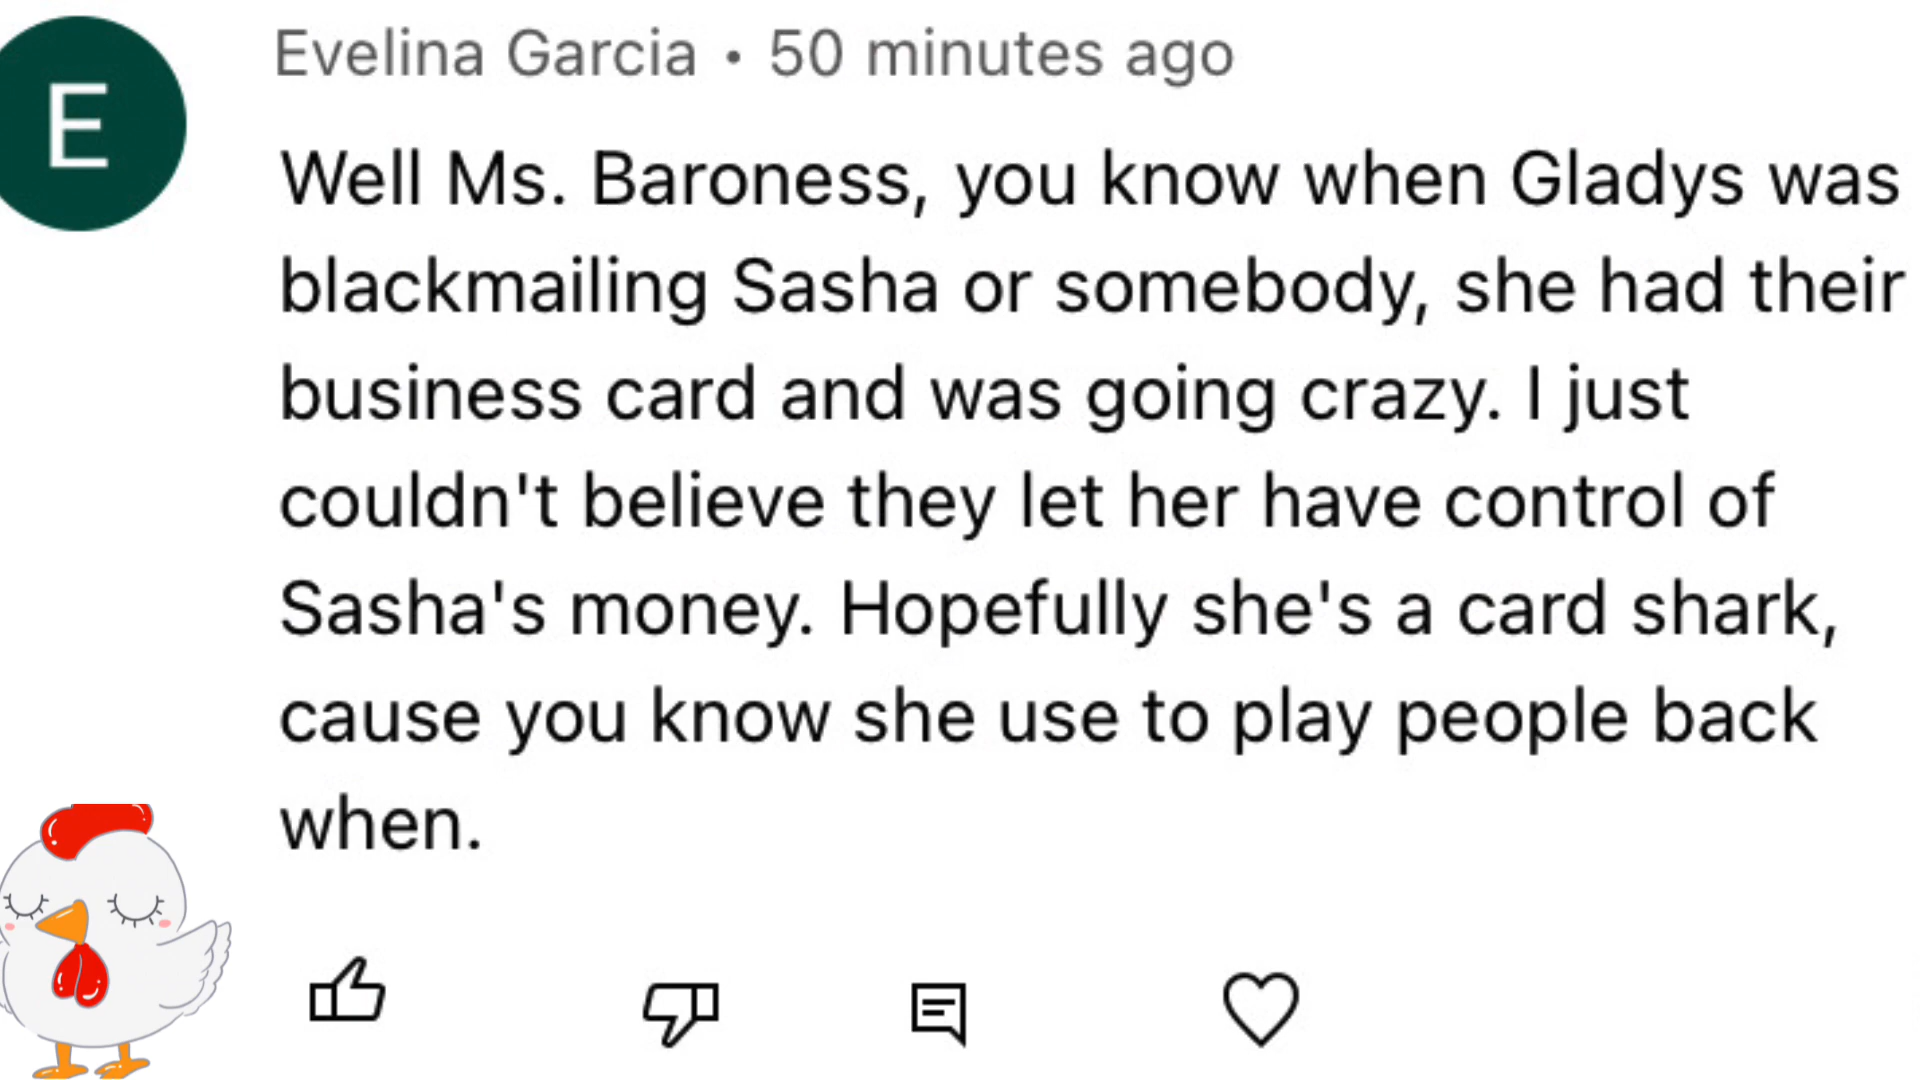 E
Evelina Garcia • 50 minutes ago
Well Ms. Baroness, you know when Gladys was
blackmailing Sasha or somebody, she had their
business card and was going crazy. I just
couldn't believe they let her have control of
Sasha's money. Hopefully she's a card shark,
cause you know she use to play people back
when.